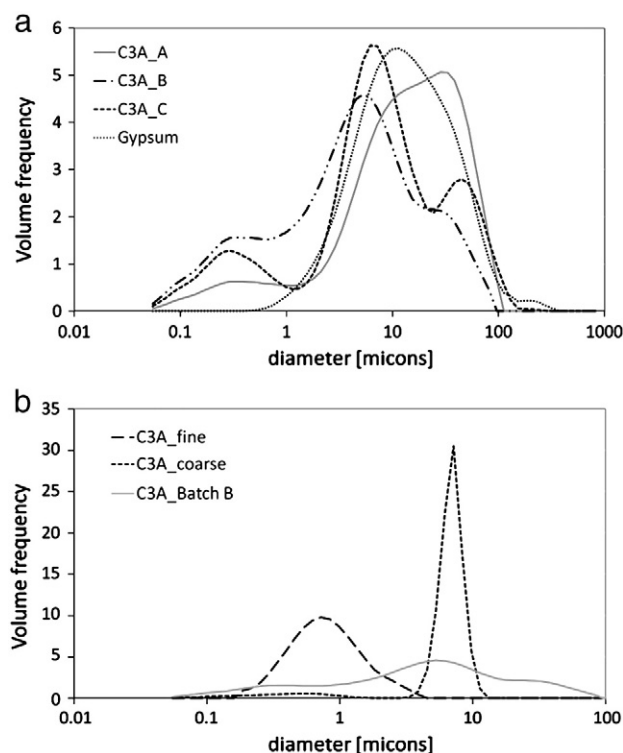 a
6
5
4
3
2
1
0
Volume frequency
C3A_A
C3A_B
C3A_C
Gypsum
0.01
0.1
1
10
100
1000
diameter [micons]
b
35
30
25
20
15
10
5
0
Volume frequency
C3A_fine
C3A_coarse
C3A_Batch B
0.01
0.1
1
10
100
diameter [micons]